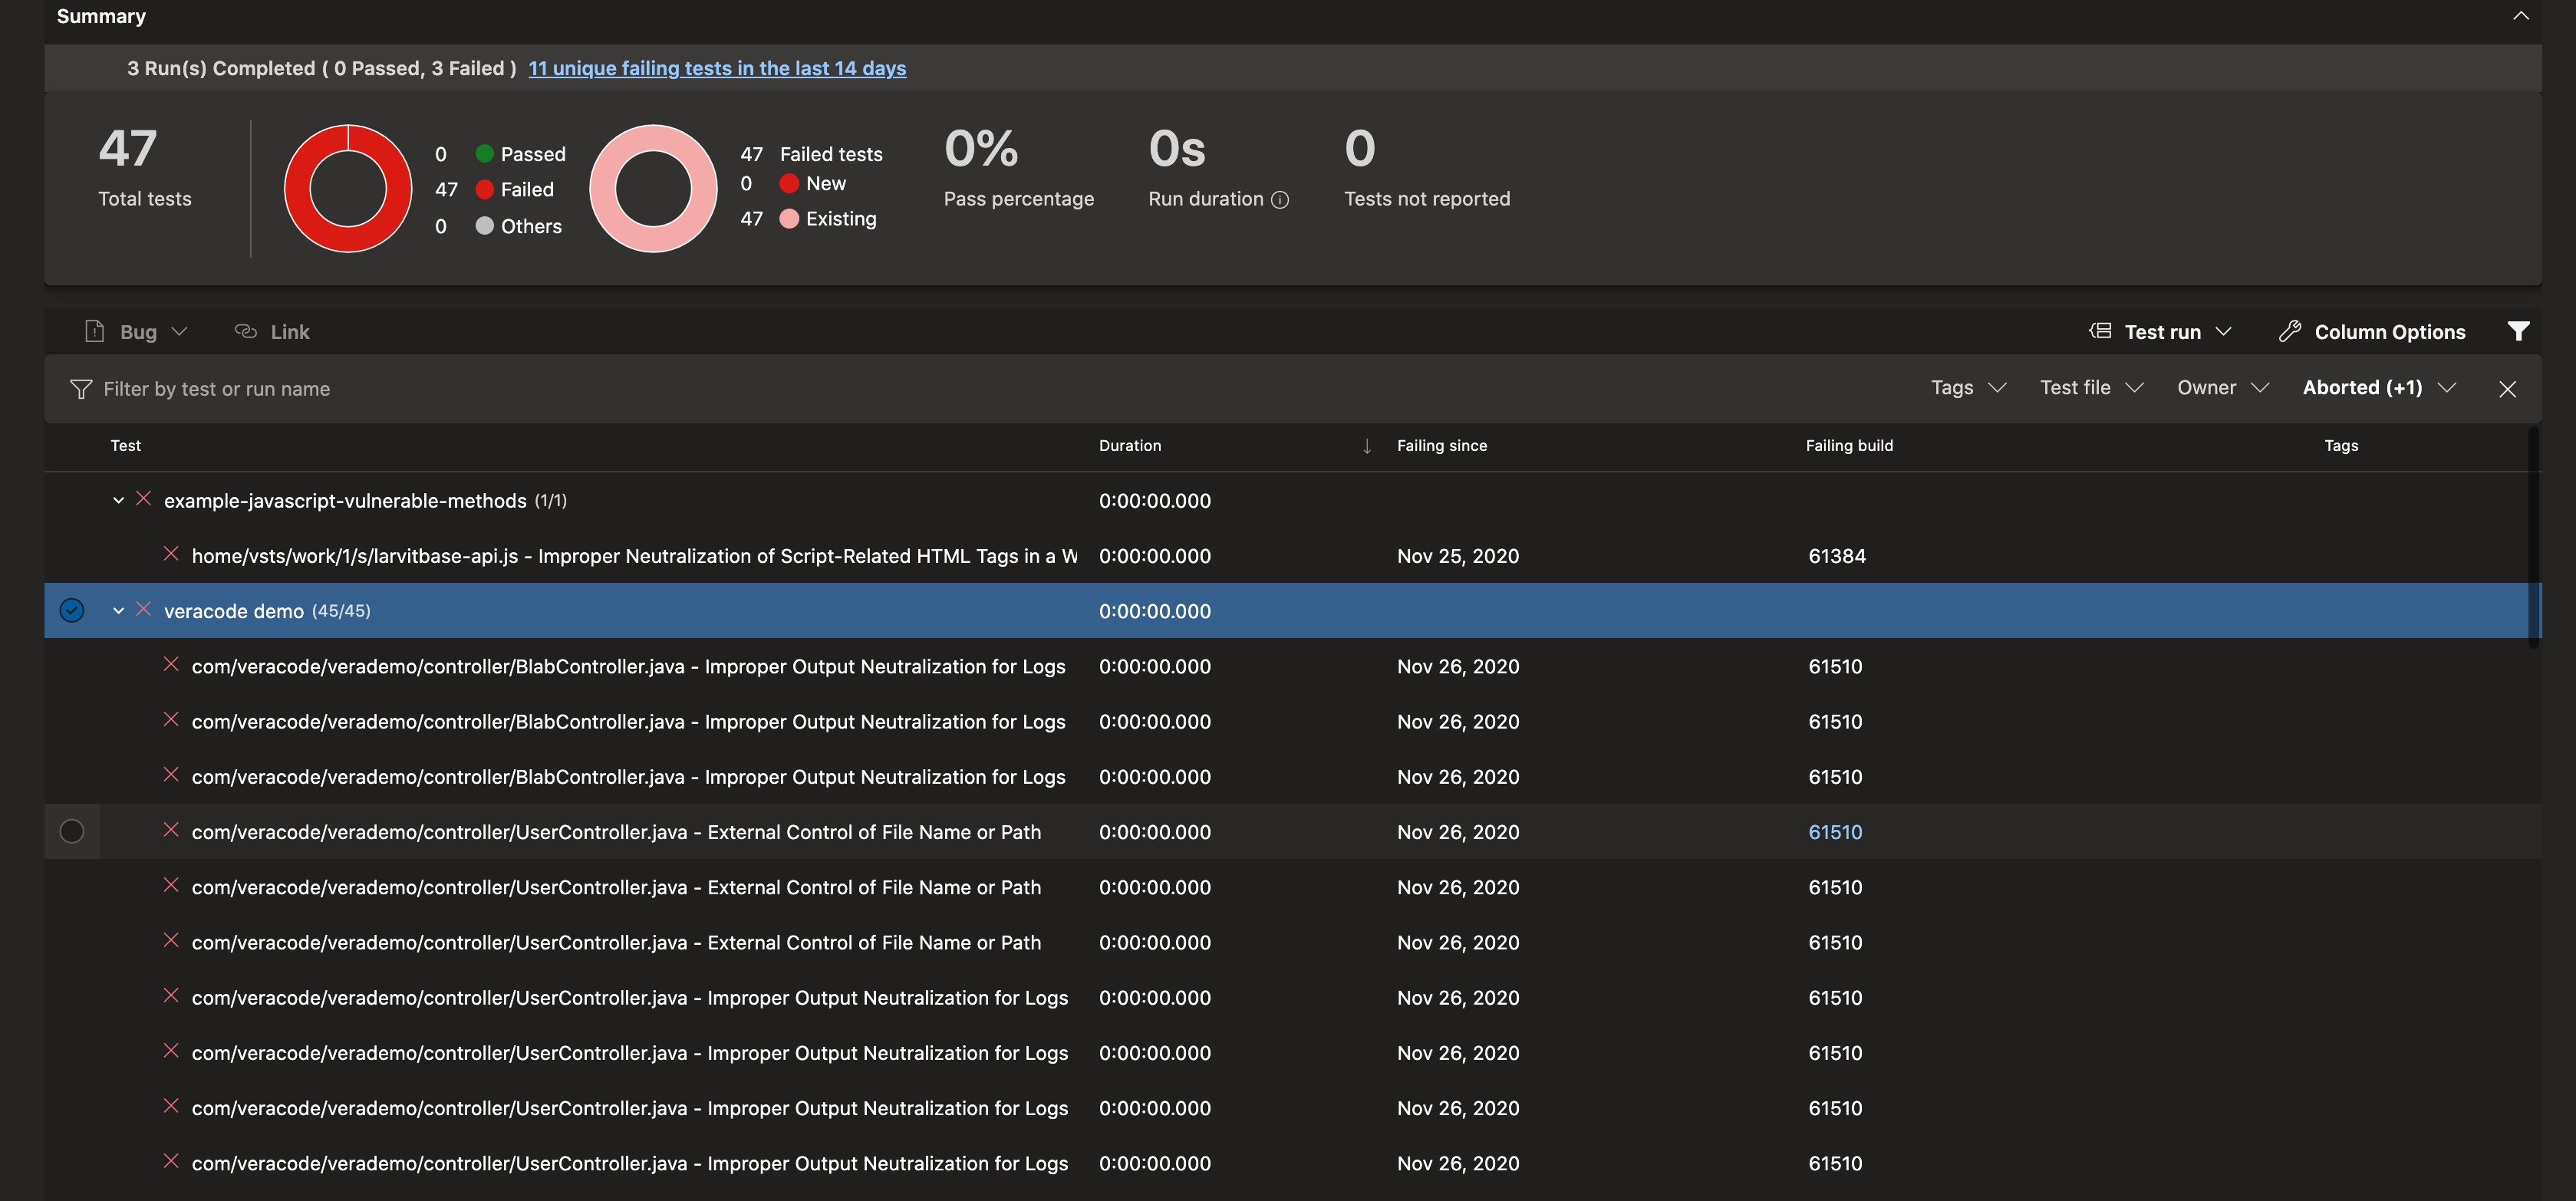 Summary
3 Run(s) Completed ( 0 Passed, 3 Failed ) 11 unique failing tests in the last 14 days
47
Total tests
0 Passed
47 Failed
0 Others
47 Failed tests
0 New
47 Existing
0%
Pass percentage
0s
Run duration
0
Tests not reported
Bug Link Test run Column Options
Filter by test or run name Tags Test file Owner Aborted (+1)
Test Duration Failing since Failing build Tags
example-javascript-vulnerable-methods (1/1) 0:00:00.000
home/vsts/work/1/s/larvitbase-api.js - Improper Neutralization of Script-Related HTML Tags in a W 0:00:00.000 Nov 25, 2020 61384
veracode demo (45/45) 0:00:00.000
com/veracode/verademo/controller/BlabController.java - Improper Output Neutralization for Logs 0:00:00.000 Nov 26, 2020 61510
com/veracode/verademo/controller/BlabController.java - Improper Output Neutralization for Logs 0:00:00.000 Nov 26, 2020 61510
com/veracode/verademo/controller/BlabController.java - Improper Output Neutralization for Logs 0:00:00.000 Nov 26, 2020 61510
com/veracode/verademo/controller/UserController.java - External Control of File Name or Path 0:00:00.000 Nov 26, 2020 61510
com/veracode/verademo/controller/UserController.java - External Control of File Name or Path 0:00:00.000 Nov 26, 2020 61510
com/veracode/verademo/controller/UserController.java - External Control of File Name or Path 0:00:00.000 Nov 26, 2020 61510
com/veracode/verademo/controller/UserController.java - Improper Output Neutralization for Logs 0:00:00.000 Nov 26, 2020 61510
com/veracode/verademo/controller/UserController.java - Improper Output Neutralization for Logs 0:00:00.000 Nov 26, 2020 61510
com/veracode/verademo/controller/UserController.java - Improper Output Neutralization for Logs 0:00:00.000 Nov 26, 2020 61510
com/veracode/verademo/controller/UserController.java - Improper Output Neutralization for Logs 0:00:00.000 Nov 26, 2020 61510